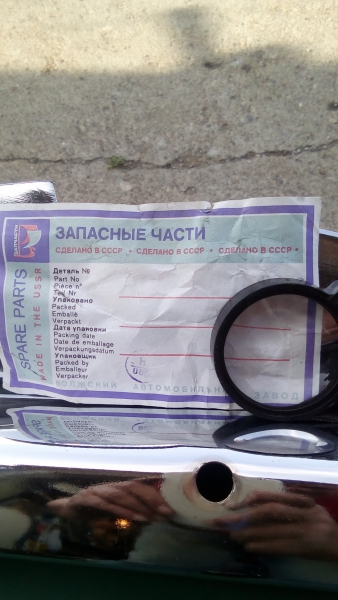 ЗАПАСНЫЕ ЧАСТИ
СДЕЛАНО В СССР • СДЕЛАНО В СССР • СДЕЛАНО В СССР •
SPARE PARTS
MADE IN THE USSR
Деталь №
Part No
Pièce n°
Teil Nr
Упаковано
Packed
Emballé
Verpackt
Дата упаковки
Packing date
Date de emballage
Verpackungsdatum
Упаковщик
Packed by
Emballeur
Verpacker
ВОЛЖСКИЙ АВТОМОБИЛЬНЫЙ ЗАВОД